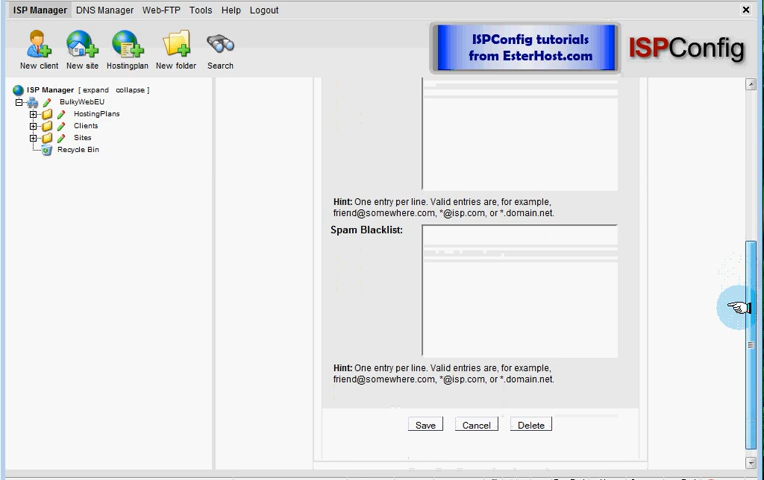 ISP Manager DNS Manager Web-FTP Tools Help Logout
New client New site Hostingplan New folder Search
ISPConfig tutorials
from EsterHost.com
ISPConfig
ISP Manager [ expand collapse ]
BulkyWebEU
HostingPlans
Clients
Sites
Recycle Bin
Hint: One entry per line. Valid entries are, for example,
friend@somewhere.com, *@isp.com, or *.domain.net.
Spam Blacklist:
Hint: One entry per line. Valid entries are, for example,
friend@somewhere.com, *@isp.com, or *.domain.net.
Save Cancel Delete